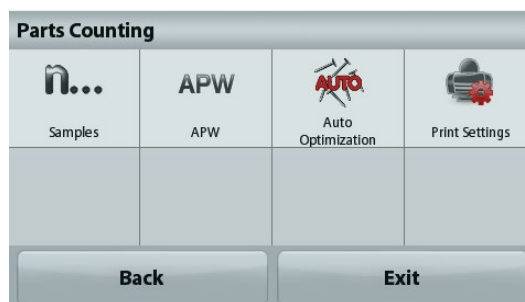 Parts Counting
n...
APW
AUTO
Samples
APW
Auto
Optimization
Print Settings
Back
Exit